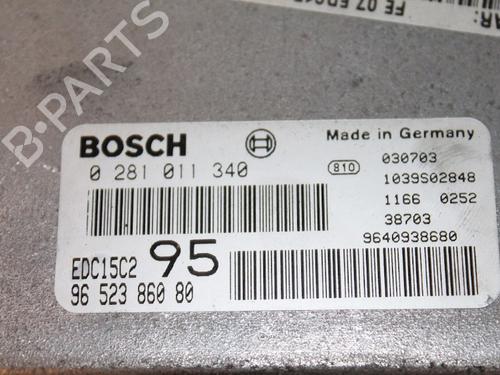 B-PARTS
BOSCH
Made in Germany
0 281 011 340
810
030703
1039S02848
1166 0252
38703
9640938680
EDC15C2 95
96 523 860 80